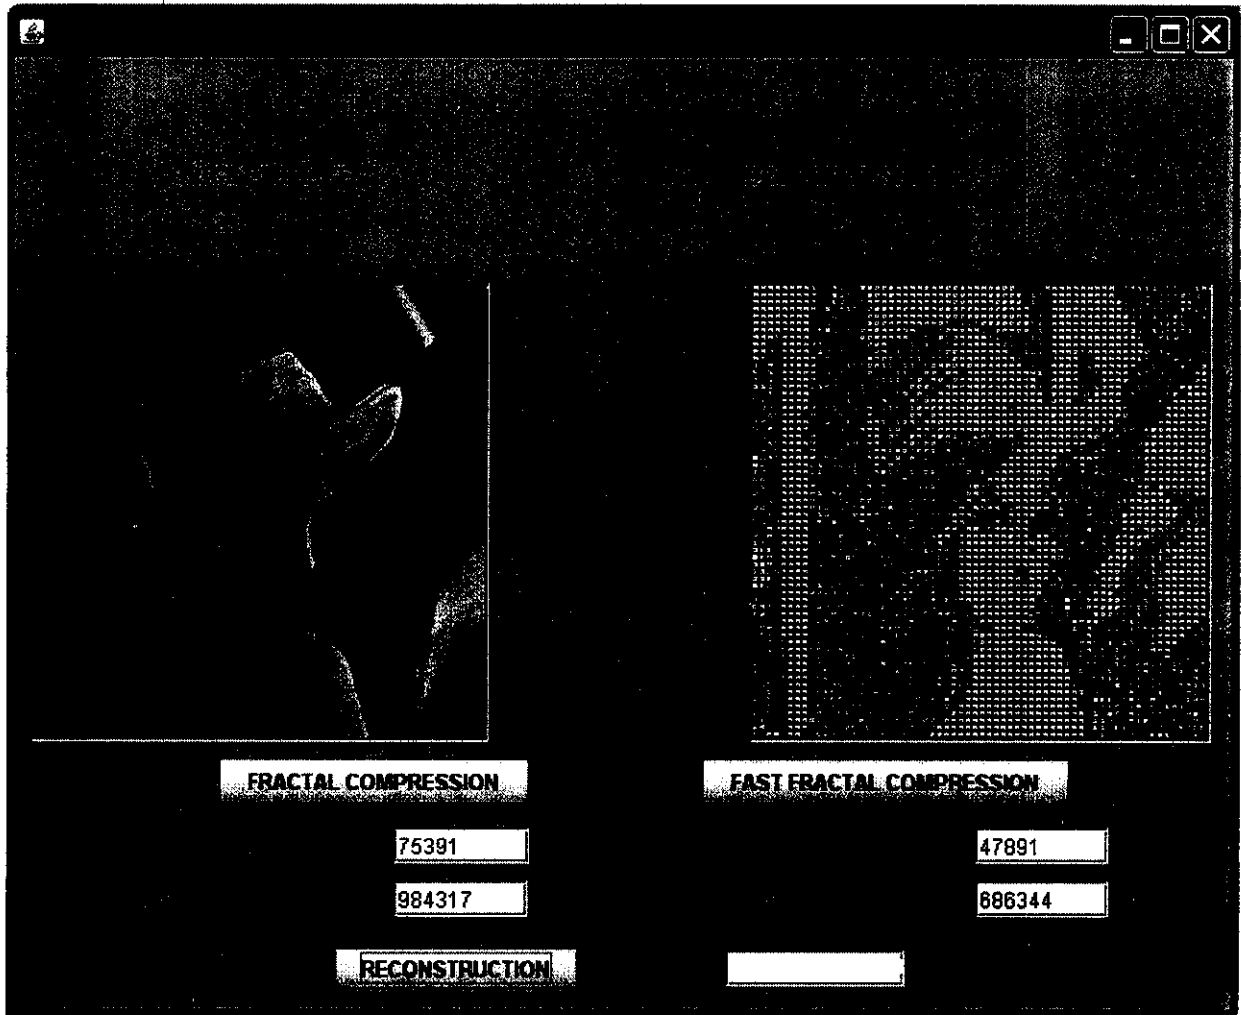 FRACTAL COMPRESSION
FAST FRACTAL COMPRESSION
75391
47891
984317
686344
RECONSTRUCTION